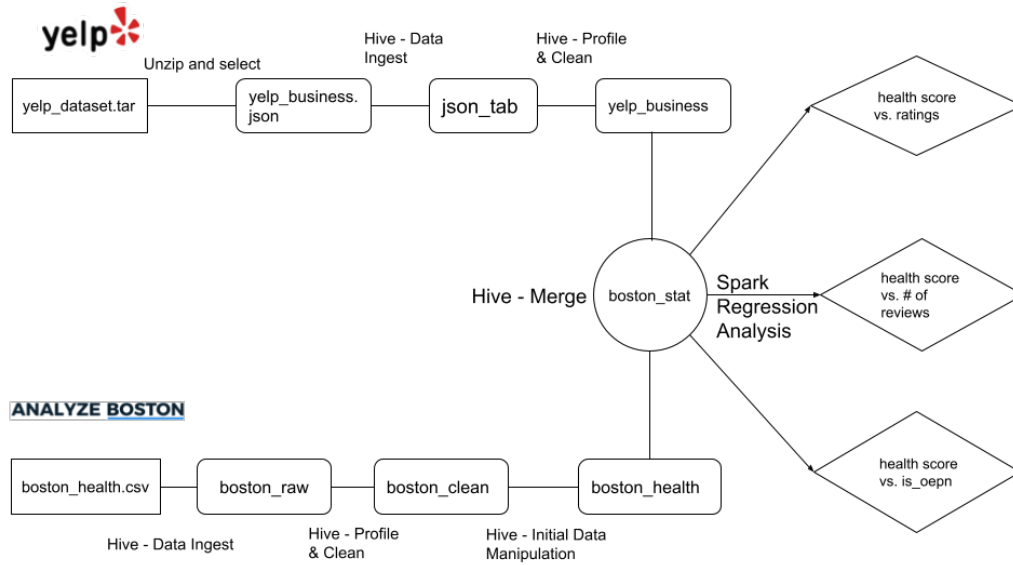 yelp
Unzip and select
Hive - Data
Ingest
Hive - Profile
& Clean
yelp_dataset.tar
yelp_business.
json
json_tab
yelp_business
health score
vs. ratings
Hive - Merge
boston_stat
Spark
Regression
Analysis
health score
vs. # of
reviews
ANALYZE BOSTON
boston_health.csv
boston_raw
boston_clean
boston_health
health score
vs. is_oepn
Hive - Data Ingest
Hive - Profile
& Clean
Hive - Initial Data
Manipulation